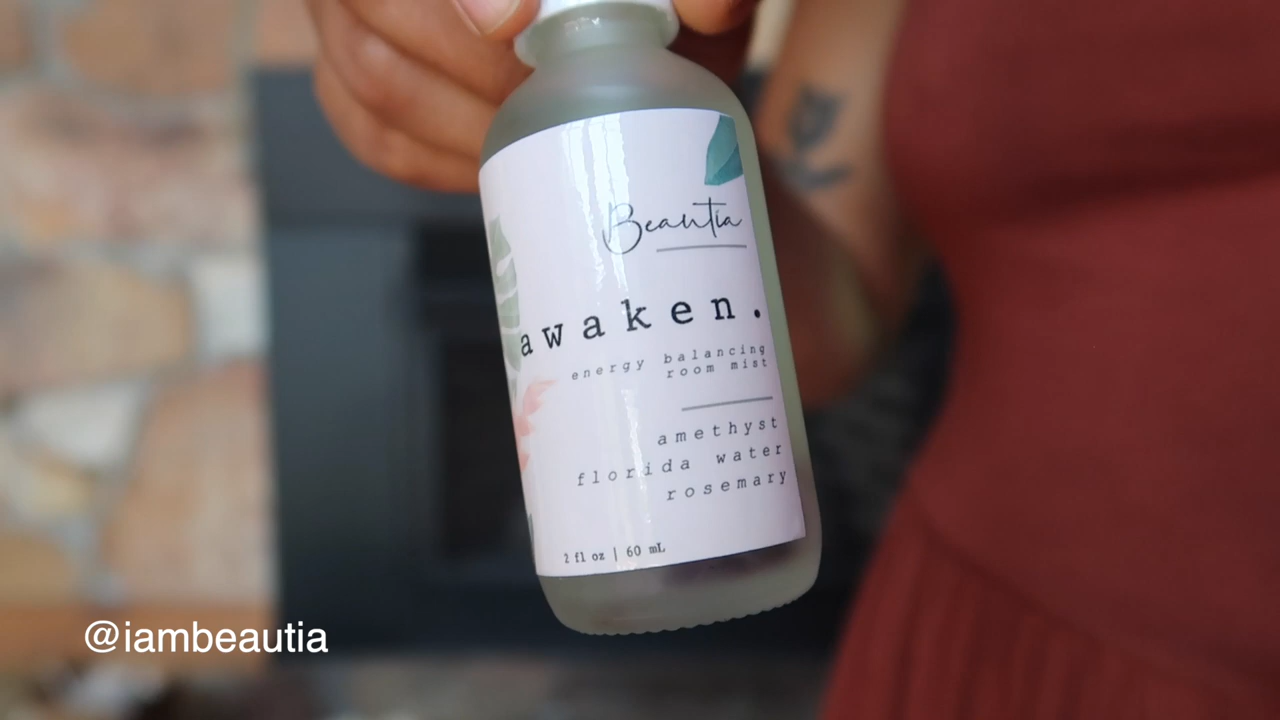 Beautia
awaken.
energy balancing
room mist
amethyst
florida water
rosemary
2 fl oz | 60 mL
@iambeautia